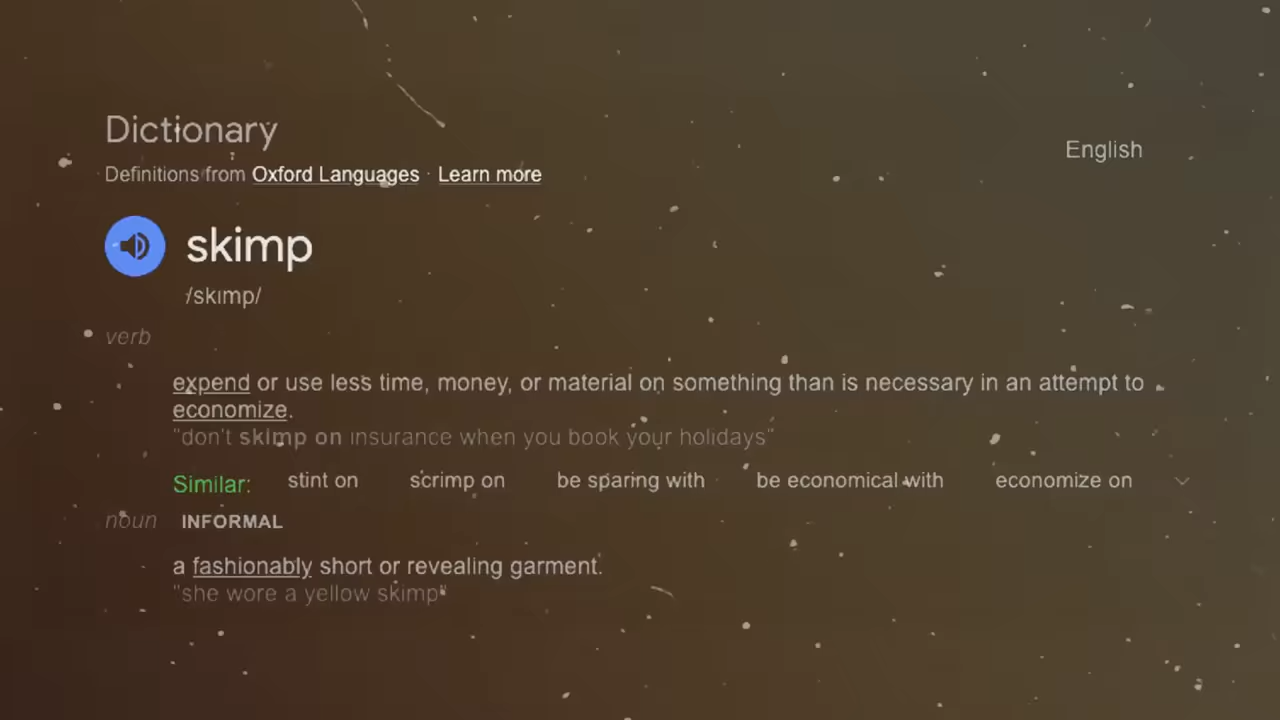 Dictionary
English
Definitions from Oxford Languages · Learn more
skimp
/skɪmp/
verb
expend or use less time, money, or material on something than is necessary in an attempt to
economize.
"don't skimp on insurance when you book your holidays"
Similar: stint on scrimp on be sparing with be economical with economize on
noun INFORMAL
a fashionably short or revealing garment.
"she wore a yellow skimp"